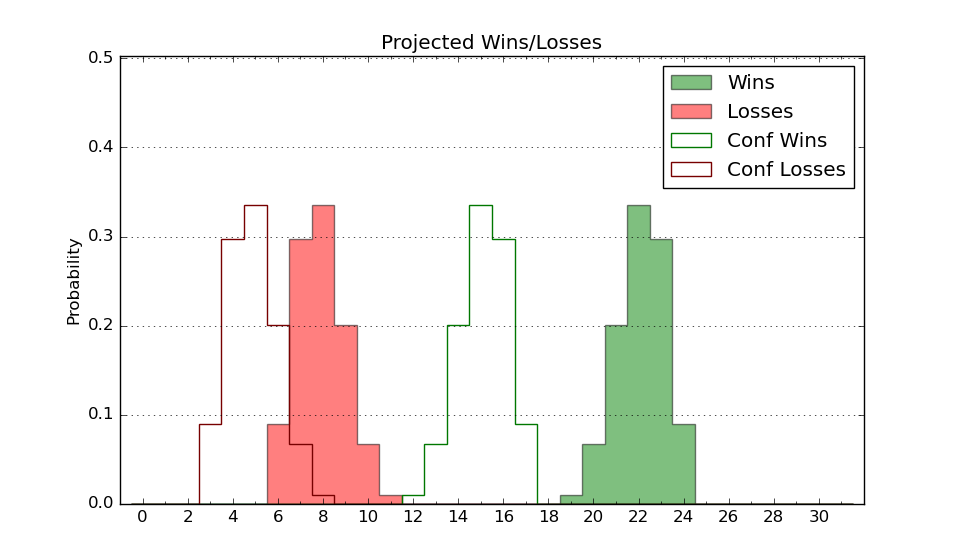 Projected Wins/Losses
0.5
0.4
0.3
0.2
0.1
0.0
Probability
Wins
Losses
Conf Wins
Conf Losses
0 2 4 6 8 10 12 14 16 18 20 22 24 26 28 30